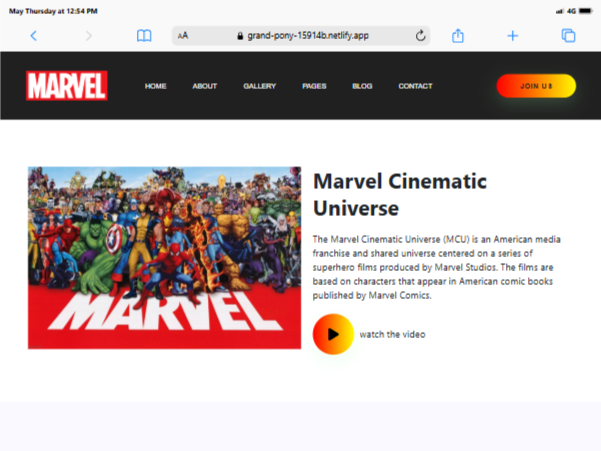 May Thursday at 12:54 PM
4G
AA
grand-pony-15914b.netlify.app
MARVEL
HOME
ABOUT
GALLERY
PAGES
BLOG
CONTACT
JOIN US
MARVEL
Marvel Cinematic
Universe
The Marvel Cinematic Universe (MCU) is an American media
franchise and shared universe centered on a series of
superhero films produced by Marvel Studios. The films are
based on characters that appear in American comic books
published by Marvel Comics.
watch the video